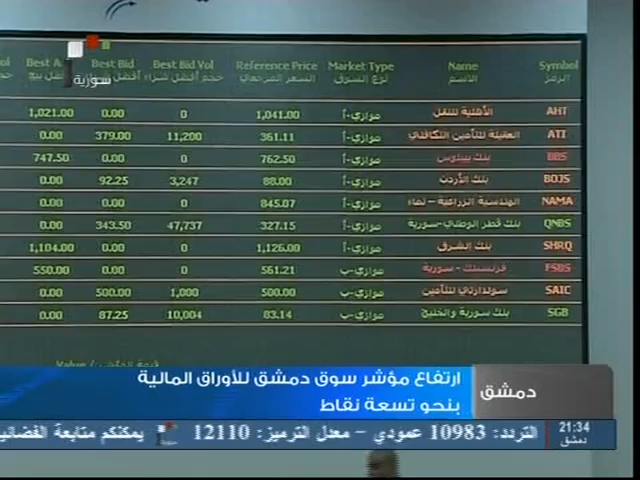 Best Bid Best Bid Vol Reference Price Market Type Name Symbol
حجم أفضل شراء السعر المرجعي نوع السوق الاسم الرمز
سورية
1,021.00 0.00 0 1,041.00 موازي-أ الأهلية للنقل AHT
0.00 379.00 11,200 361.11 موازي-أ العقيلة للتأمين التكافلي ATI
747.50 0.00 0 762.50 موازي-أ BBS
0.00 92.25 3,247 88.00 موازي-أ بنك الأردن BOJS
0.00 0.00 0 845.07 موازي-أ الهندسية الزراعية - نماء NAMA
0.00 343.50 47,737 327.15 موازي-أ بنك قطر الوطني-سورية QNBS
1,104.00 0.00 0 1,126.00 موازي-أ بنك الشرق SHRQ
550.00 0.00 0 561.21 موازي-ب فرنسبنك - سورية FSBS
0.00 500.00 1,000 500.00 موازي-ب سوليدارتي للتأمين SAIC
0.00 87.25 10,004 83.14 موازي-ب بنك سورية والخليج SGB
دمشق
ارتفاع مؤشر سوق دمشق للأوراق المالية
بنحو تسعة نقاط
21:34
دمشق
التردد: 10983 عمودي - معدل الترميز: 12110 يمكنكم متابعة الفضائي